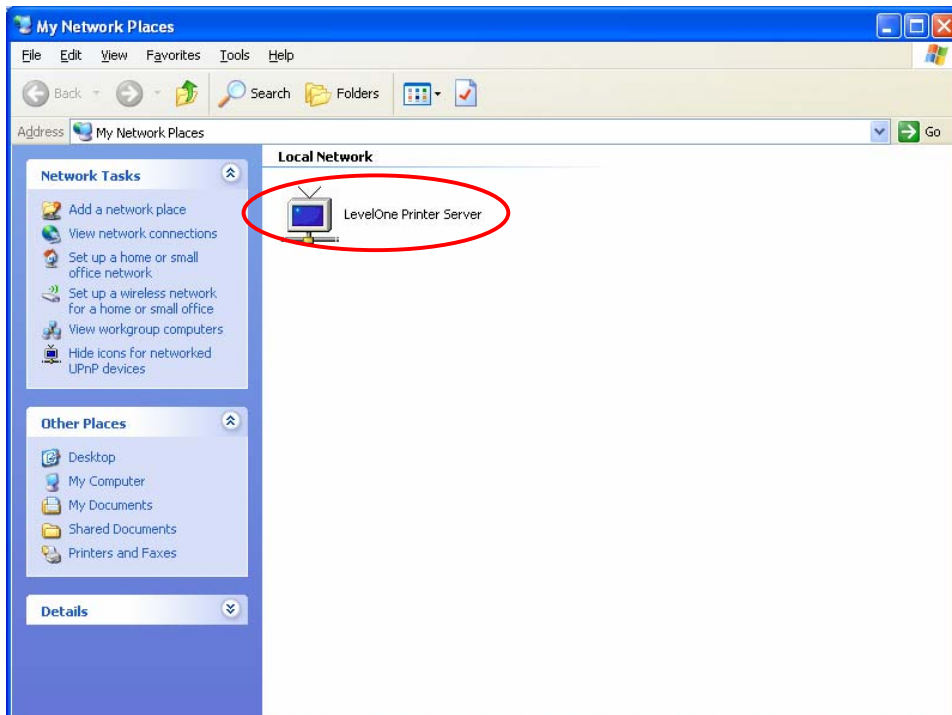 My Network Places
File Edit View Favorites Tools Help
Back Search Folders
Address My Network Places Go
Local Network
LevelOne Printer Server
Network Tasks
Add a network place
View network connections
Set up a home or small
office network
Set up a wireless network
for a home or small office
View workgroup computers
Hide icons for networked
UPnP devices
Other Places
Desktop
My Computer
My Documents
Shared Documents
Printers and Faxes
Details